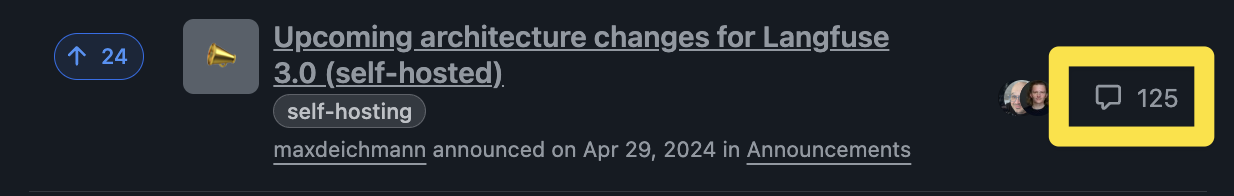 24
Upcoming architecture changes for Langfuse
3.0 (self-hosted)
self-hosting
maxdeichmann announced on Apr 29, 2024 in Announcements
125